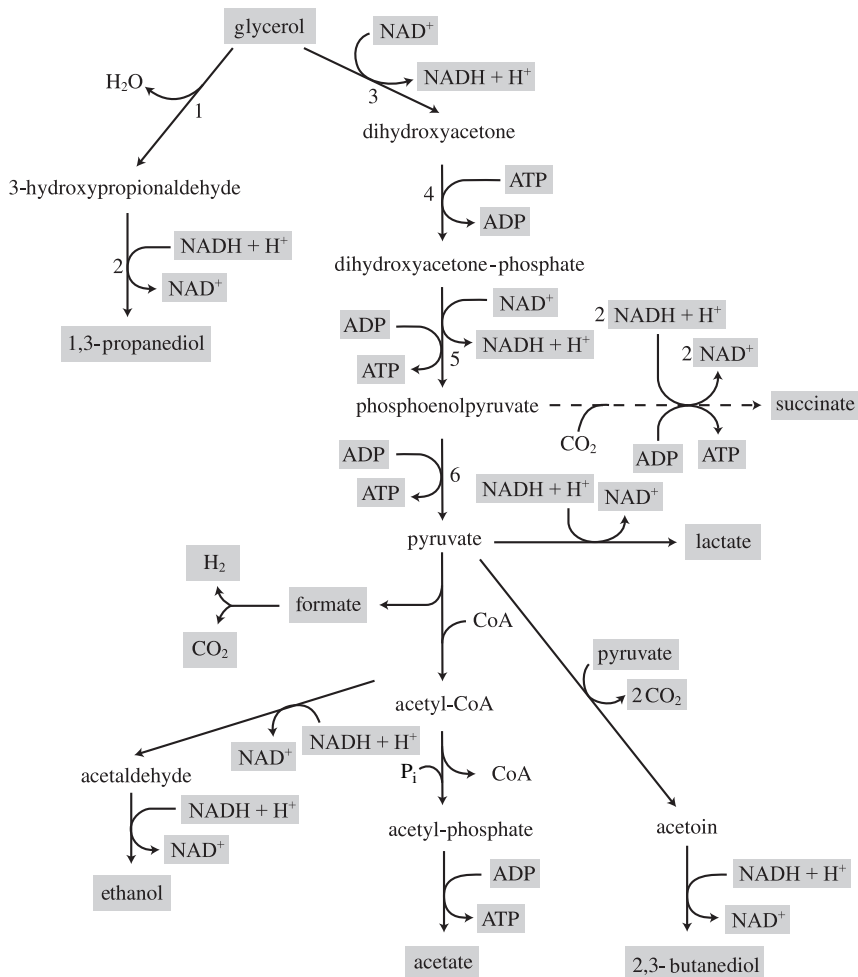 glycerol
NAD⁺
NADH + H⁺
H₂O
1
3
dihydroxyacetone
3-hydroxypropionaldehyde
4
ATP
ADP
2
NADH + H⁺
NAD⁺
dihydroxyacetone-phosphate
1,3-propanediol
ADP
ATP
5
NAD⁺
NADH + H⁺
2 NADH + H⁺
2 NAD⁺
phosphoenolpyruvate
succinate
CO₂
ADP
ATP
ADP
ATP
6
NADH + H⁺
NAD⁺
pyruvate
lactate
H₂
formate
CO₂
CoA
pyruvate
2 CO₂
acetyl-CoA
NAD⁺
NADH + H⁺
acetaldehyde
Pᵢ
CoA
NADH + H⁺
NAD⁺
acetyl-phosphate
acetoin
ethanol
ADP
ATP
NADH + H⁺
NAD⁺
acetate
2,3-butanediol